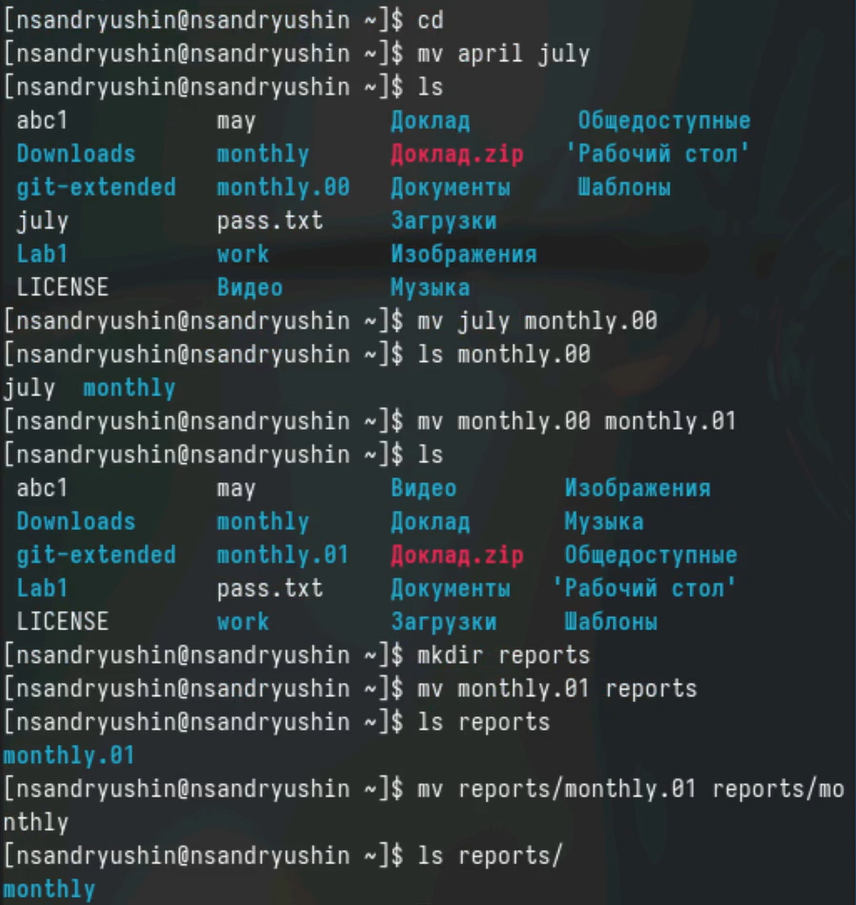 [nsandryushin@nsandryushin ~]$ cd
[nsandryushin@nsandryushin ~]$ mv april july
[nsandryushin@nsandryushin ~]$ ls
abc1 may Доклад Общедоступные
Downloads monthly Доклад.zip 'Рабочий стол'
git-extended monthly.00 Документы Шаблоны
july pass.txt Загрузки
Lab1 work Изображения
LICENSE Видео Музыка
[nsandryushin@nsandryushin ~]$ mv july monthly.00
[nsandryushin@nsandryushin ~]$ ls monthly.00
july monthly
[nsandryushin@nsandryushin ~]$ mv monthly.00 monthly.01
[nsandryushin@nsandryushin ~]$ ls
abc1 may Видео Изображения
Downloads monthly Доклад Музыка
git-extended monthly.01 Доклад.zip Общедоступные
Lab1 pass.txt Документы 'Рабочий стол'
LICENSE work Загрузки Шаблоны
[nsandryushin@nsandryushin ~]$ mkdir reports
[nsandryushin@nsandryushin ~]$ mv monthly.01 reports
[nsandryushin@nsandryushin ~]$ ls reports
monthly.01
[nsandryushin@nsandryushin ~]$ mv reports/monthly.01 reports/mo
nthly
[nsandryushin@nsandryushin ~]$ ls reports/
monthly